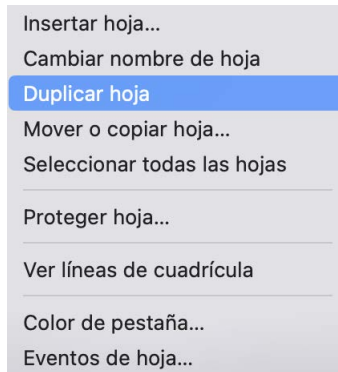 Insertar hoja...
Cambiar nombre de hoja
Duplicar hoja
Mover o copiar hoja...
Seleccionar todas las hojas
Proteger hoja...
Ver líneas de cuadrícula
Color de pestaña...
Eventos de hoja...